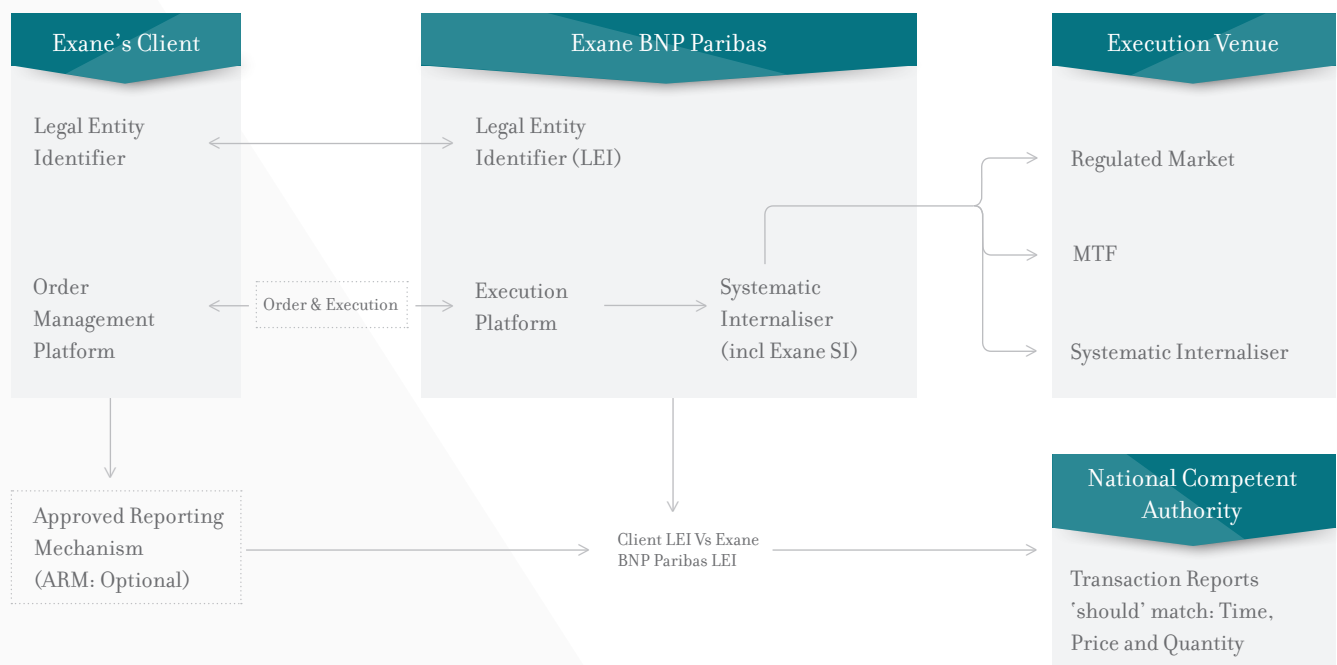 Exane’s Client
Legal Entity
Identifier
Order
Management
Platform
Approved Reporting
Mechanism
(ARM: Optional)
Order & Execution
Exane BNP Paribas
Legal Entity
Identifier (LEI)
Execution
Platform
Systematic
Internaliser
(incl Exane SI)
Client LEI Vs Exane
BNP Paribas LEI
Execution Venue
Regulated Market
MTF
Systematic Internaliser
National Competent
Authority
Transaction Reports
‘should’ match: Time,
Price and Quantity